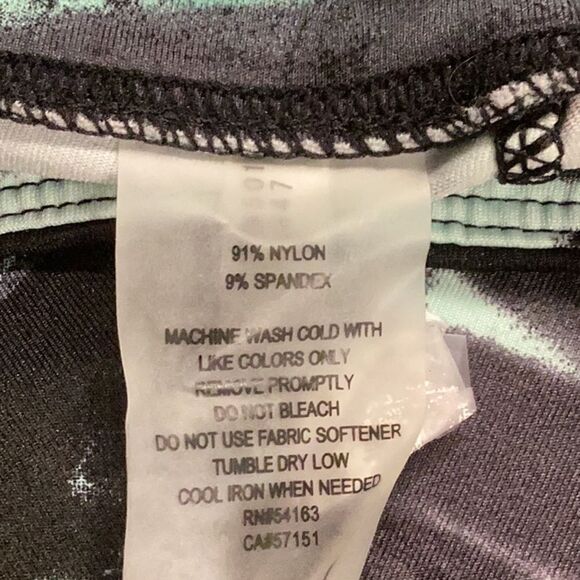 91% NYLON
9% SPANDEX
MACHINE WASH COLD WITH
LIKE COLORS ONLY
REMOVE PROMPTLY
DO NOT BLEACH
DO NOT USE FABRIC SOFTENER
TUMBLE DRY LOW
COOL IRON WHEN NEEDED
RN#54163
CA#57151